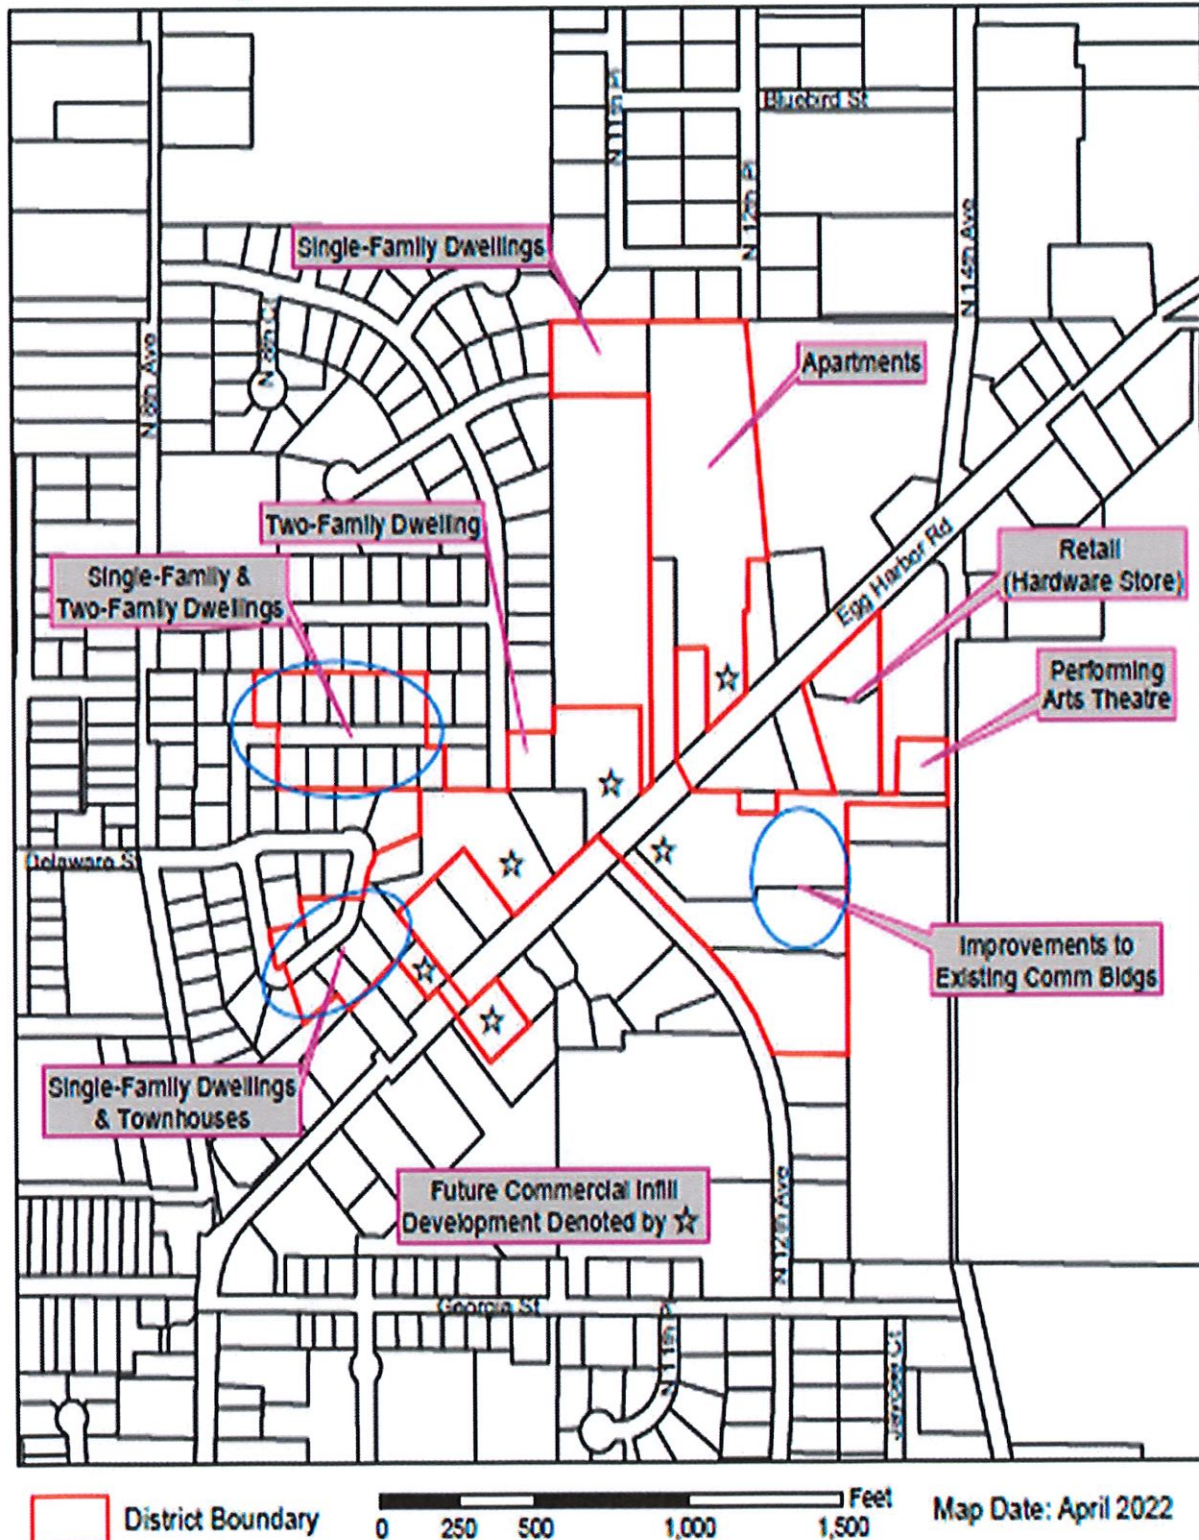 Bluebird St
N 11th Pl
N 12th Pl
N 14th Ave
Single-Family Dwellings
N 8th Ct
N 8th Ave
Apartments
Two-Family Dwelling
Egg Harbor Rd
Retail
(Hardware Store)
Single-Family &
Two-Family Dwellings
Performing
Arts Theatre
Delaware St
Improvements to
Existing Comm Bldgs
Single-Family Dwellings
& Townhouses
Future Commercial Infill
Development Denoted by ☆
N 12th Ave
Georgia St
N 11th Pl
District Boundary
Feet
0 250 500 1,000 1,500
Map Date: April 2022